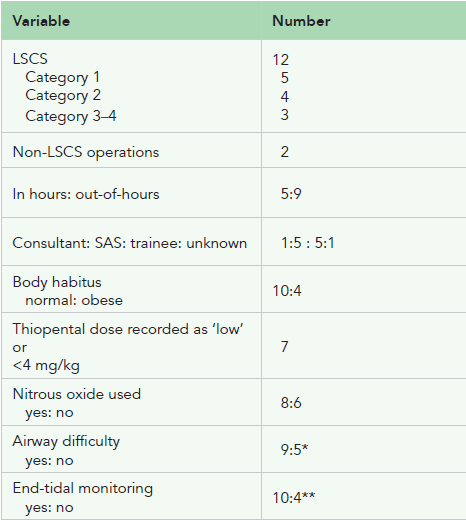 Variable Number
LSCS 12
Category 1 5
Category 2 4
Category 3–4 3
Non-LSCS operations 2
In hours: out-of-hours 5:9
Consultant: SAS: trainee: unknown 1:5 : 5:1
Body habitus
normal: obese 10:4
Thiopental dose recorded as ‘low’
or 7
<4 mg/kg
Nitrous oxide used
yes: no 8:6
Airway difficulty
yes: no 9:5*
End-tidal monitoring
yes: no 10:4**